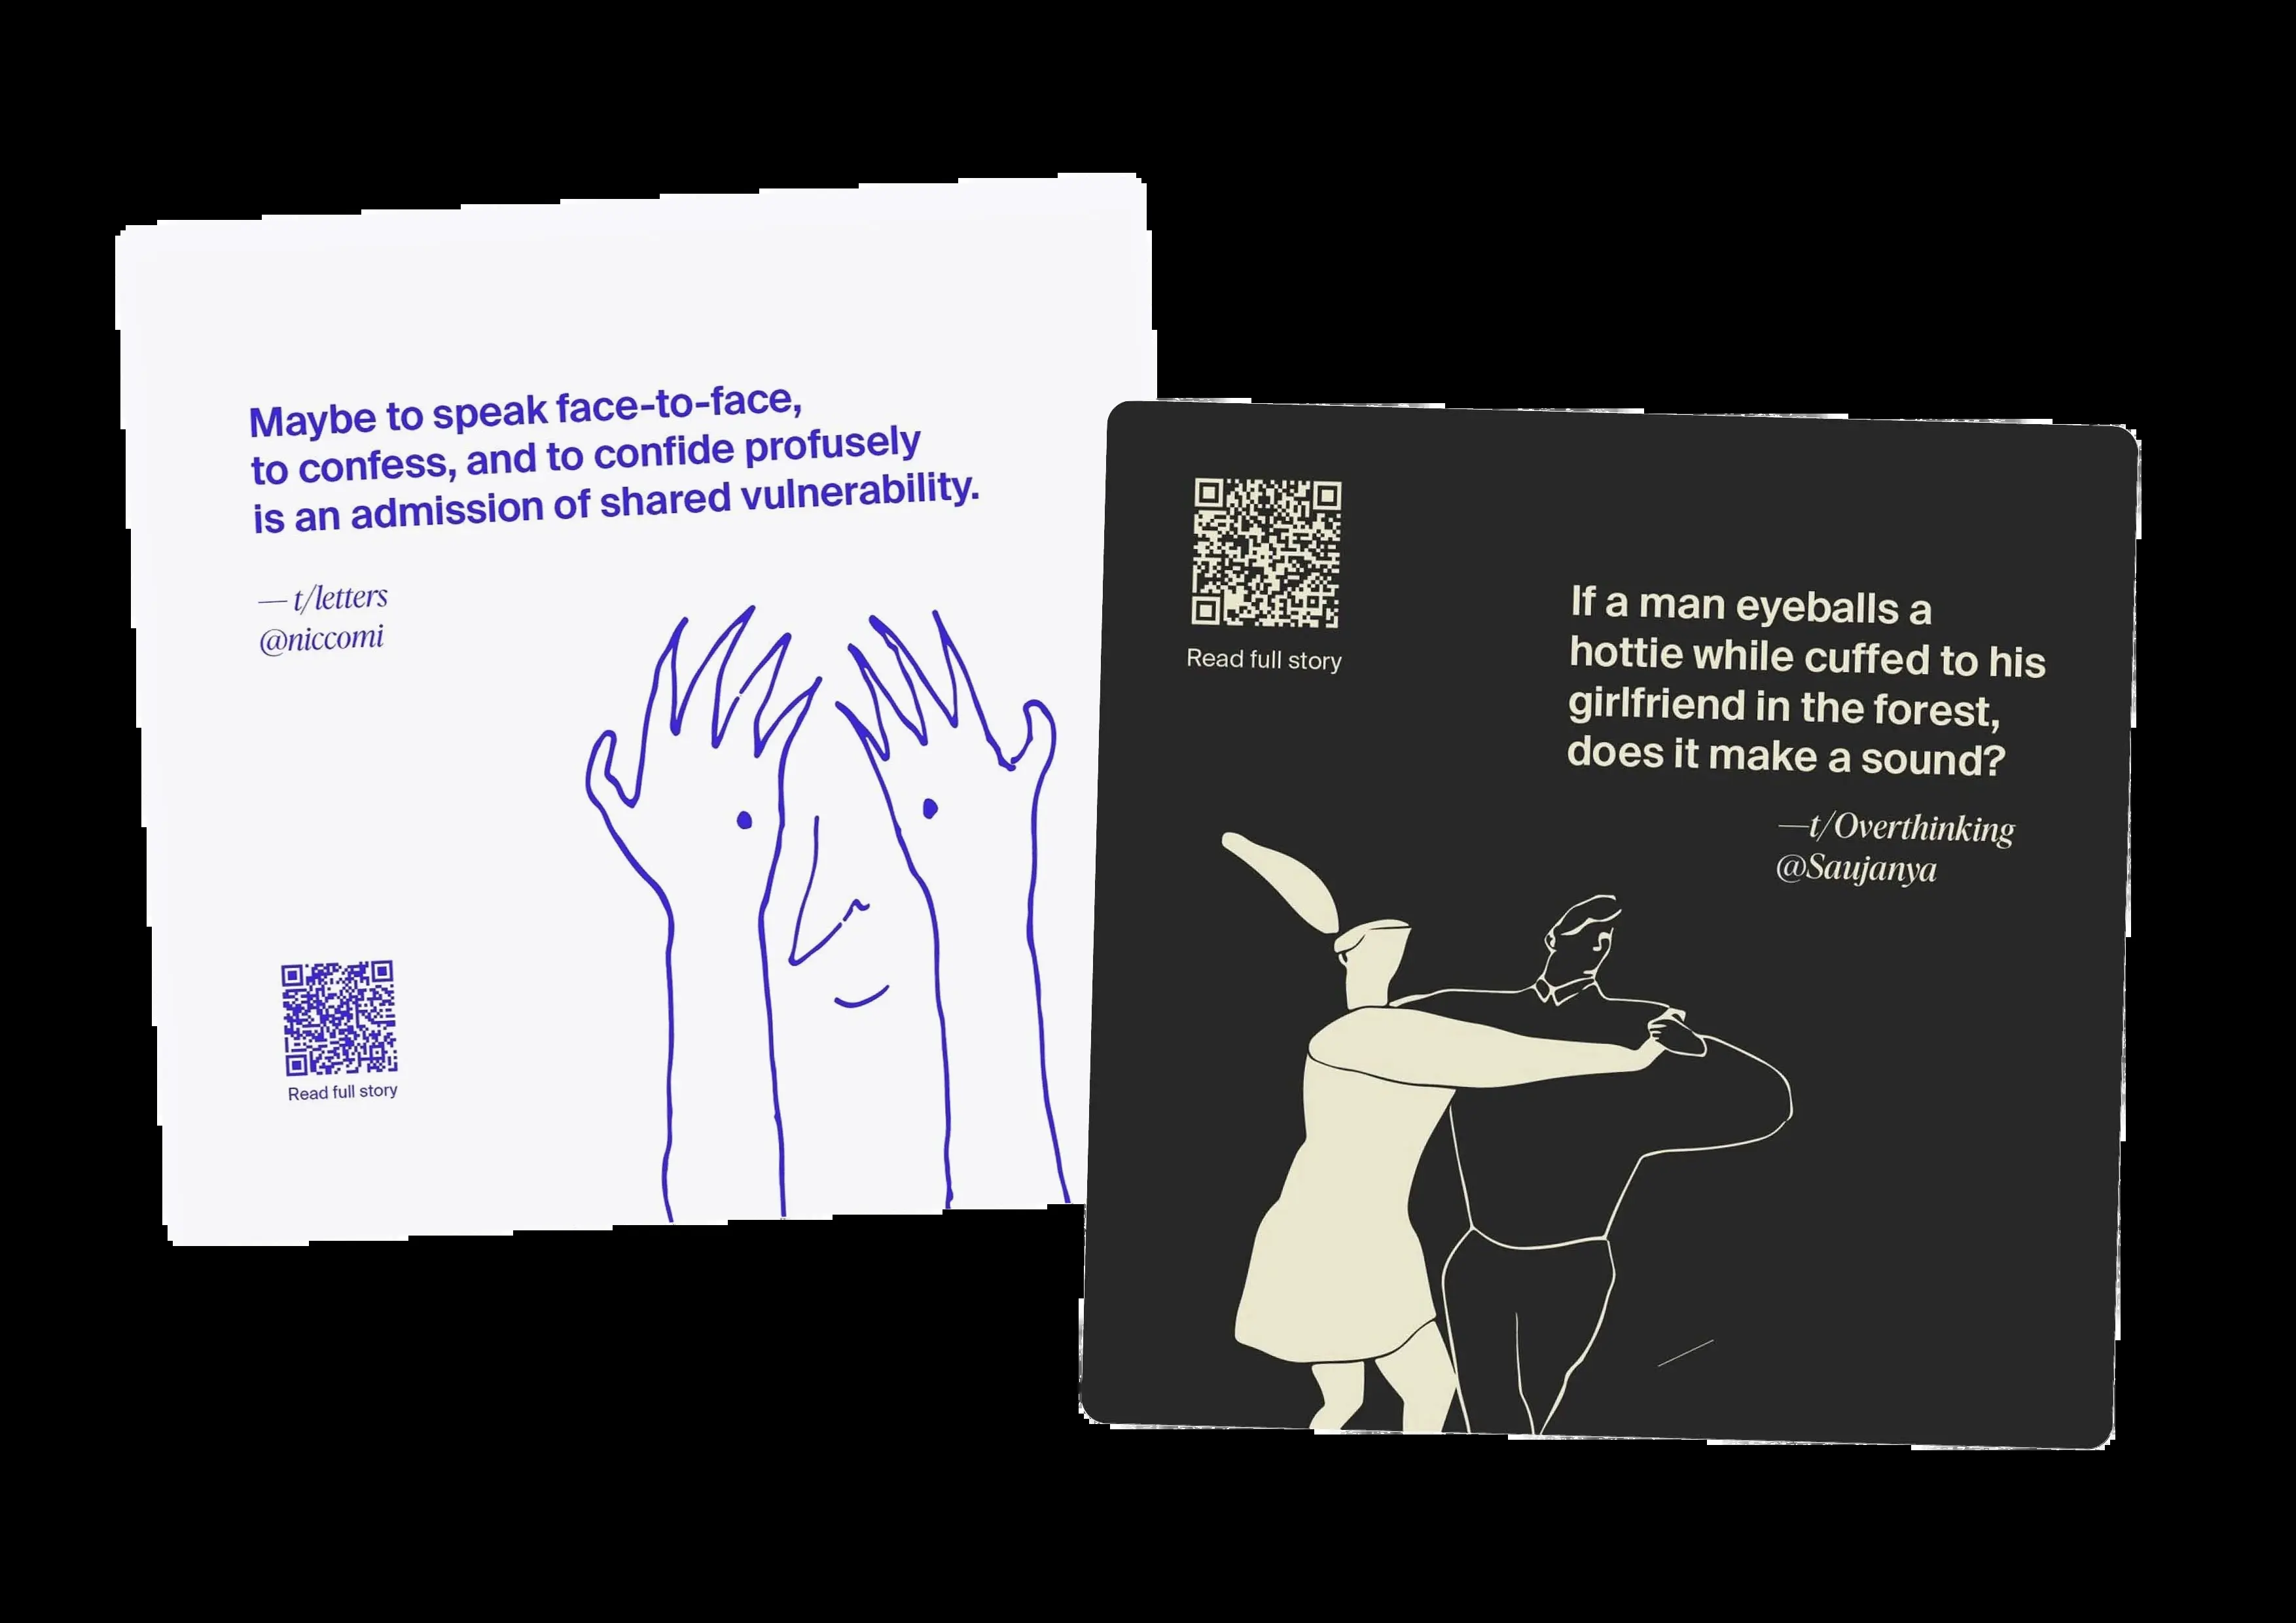 Maybe to speak face-to-face,
to confess, and to confide profusely
is an admission of shared vulnerability.
— t/letters
@niccomi
Read full story
Read full story
If a man eyeballs a
hottie while cuffed to his
girlfriend in the forest,
does it make a sound?
—t/Overthinking
@Saujanya